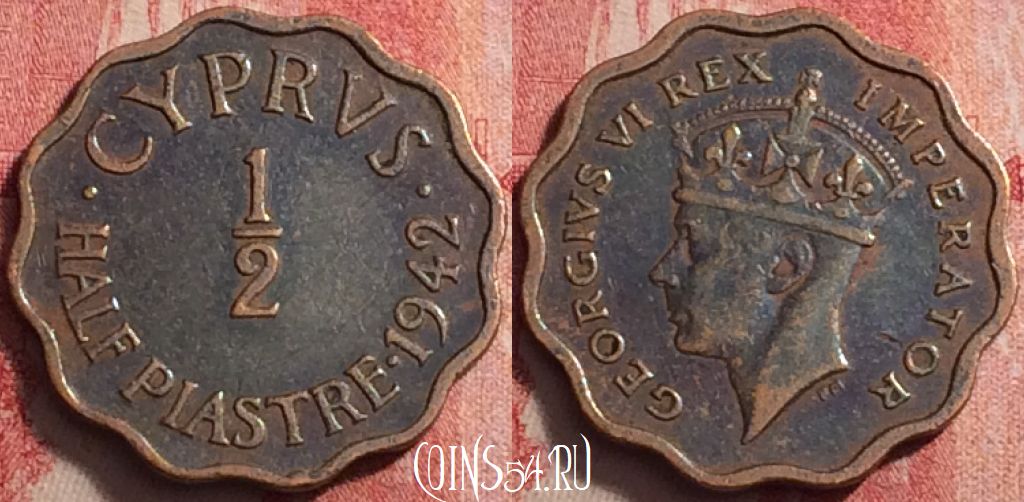 CYPRVS
1
2
HALF PIASTRE·1942
GEORGIVS VI REX IMPERATOR
COINS54.RU